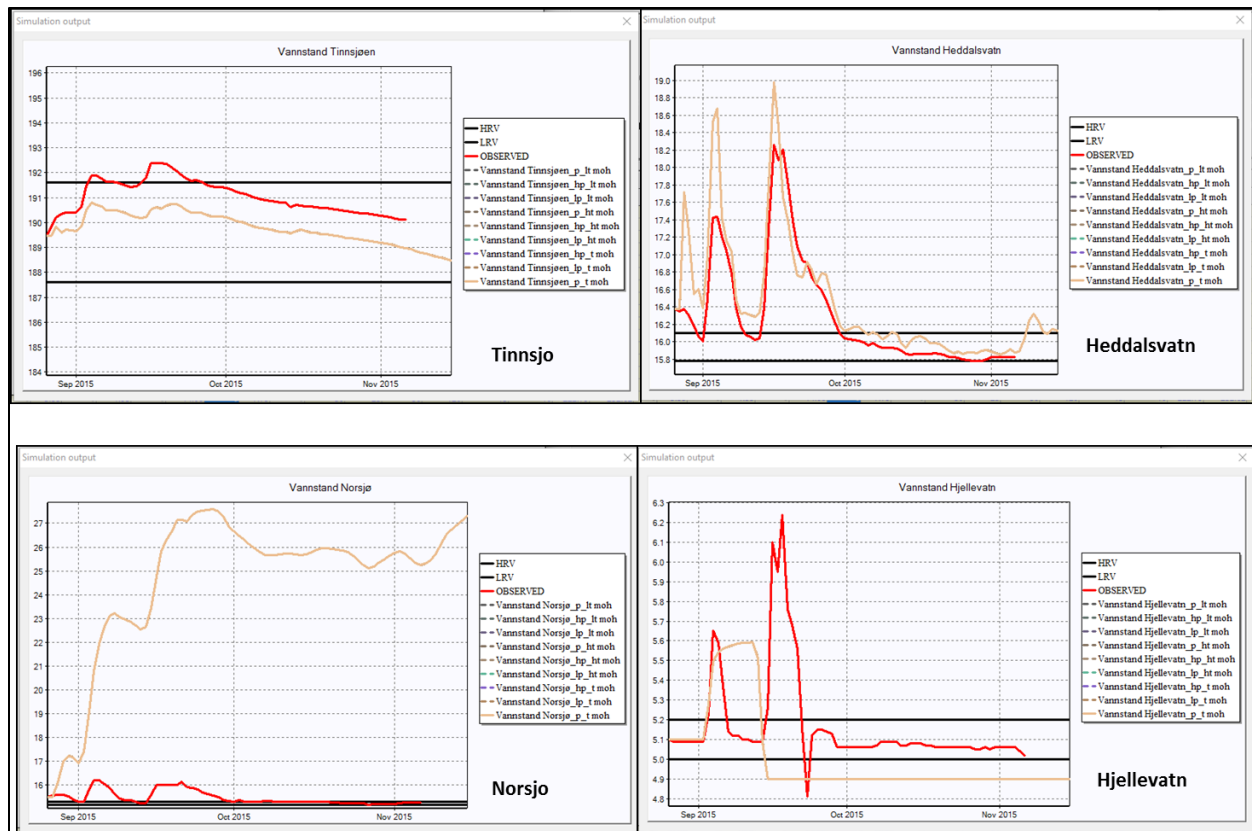 Simulation output
Vannstand Tinnsjøen
196
195
194
193
192
191
190
189
188
187
186
185
184
Sep 2015
Oct 2015
Nov 2015
HRV
LRV
OBSERVED
Vannstand Tinnsjøen_p_lt moh
Vannstand Tinnsjøen_hp_lt moh
Vannstand Tinnsjøen_lp_lt moh
Vannstand Tinnsjøen_p_ht moh
Vannstand Tinnsjøen_hp_ht moh
Vannstand Tinnsjøen_lp_ht moh
Vannstand Tinnsjøen_hp_t moh
Vannstand Tinnsjøen_lp_t moh
Vannstand Tinnsjøen_p_t moh
Tinnsjo
Simulation output
Vannstand Heddalsvatn
19.0
18.8
18.6
18.4
18.2
18.0
17.8
17.6
17.4
17.2
17.0
16.8
16.6
16.4
16.2
16.0
15.8
Sep 2015
Oct 2015
Nov 2015
HRV
LRV
OBSERVED
Vannstand Heddalsvatn_p_lt moh
Vannstand Heddalsvatn_hp_lt moh
Vannstand Heddalsvatn_lp_lt moh
Vannstand Heddalsvatn_p_ht moh
Vannstand Heddalsvatn_hp_ht moh
Vannstand Heddalsvatn_lp_ht moh
Vannstand Heddalsvatn_hp_t moh
Vannstand Heddalsvatn_lp_t moh
Vannstand Heddalsvatn_p_t moh
Heddalsvatn
Simulation output
Vannstand Norsjø
27
26
25
24
23
22
21
20
19
18
17
16
Sep 2015
Oct 2015
Nov 2015
HRV
LRV
OBSERVED
Vannstand Norsjø_p_lt moh
Vannstand Norsjø_hp_lt moh
Vannstand Norsjø_lp_lt moh
Vannstand Norsjø_p_ht moh
Vannstand Norsjø_hp_ht moh
Vannstand Norsjø_lp_ht moh
Vannstand Norsjø_hp_t moh
Vannstand Norsjø_lp_t moh
Vannstand Norsjø_p_t moh
Norsjo
Simulation output
Vannstand Hjellevatn
6.3
6.2
6.1
6.0
5.9
5.8
5.7
5.6
5.5
5.4
5.3
5.2
5.1
5.0
4.9
4.8
Sep 2015
Oct 2015
Nov 2015
HRV
LRV
OBSERVED
Vannstand Hjellevatn_p_lt moh
Vannstand Hjellevatn_hp_lt moh
Vannstand Hjellevatn_lp_lt moh
Vannstand Hjellevatn_p_ht moh
Vannstand Hjellevatn_hp_ht moh
Vannstand Hjellevatn_lp_ht moh
Vannstand Hjellevatn_hp_t moh
Vannstand Hjellevatn_lp_t moh
Vannstand Hjellevatn_p_t moh
Hjellevatn